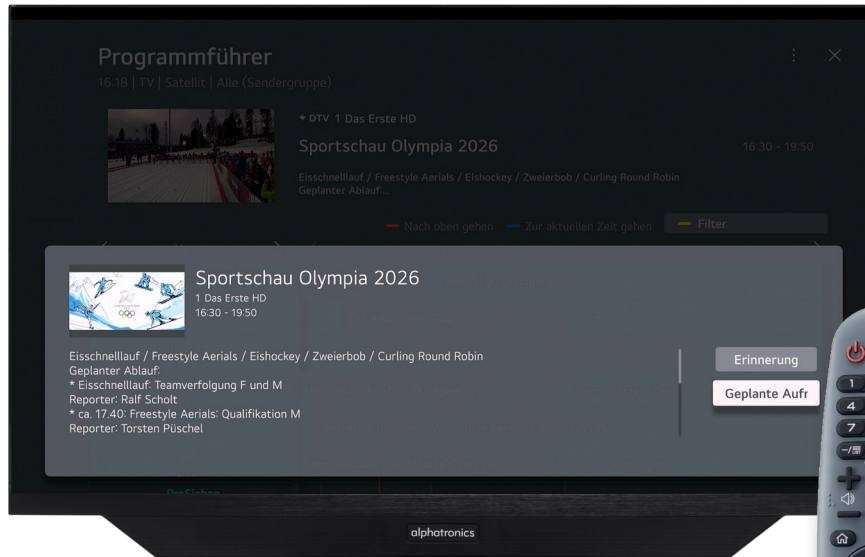 Programmführer
16:18 | TV | Satellit | Alle (Sendergruppe)
* DTV 1 Das Erste HD
Sportschau Olympia 2026
16:30 - 19:50
Eisschnelllauf / Freestyle Aerials / Eishockey / Zweierbob / Curling Round Robin
Geplanter Ablauf...
Nach oben gehen
Zur aktuellen Zeit gehen
Filter
Sportschau Olympia 2026
1 Das Erste HD
16:30 - 19:50
Eisschnelllauf / Freestyle Aerials / Eishockey / Zweierbob / Curling Round Robin
Geplanter Ablauf:
* Eisschnelllauf: Teamverfolgung F und M
Reporter: Ralf Scholt
* ca. 17.40: Freestyle Aerials: Qualifikation M
Reporter: Torsten Püschel
Erinnerung
Geplante Aufr
ProSieben
alphatronics
1
4
7